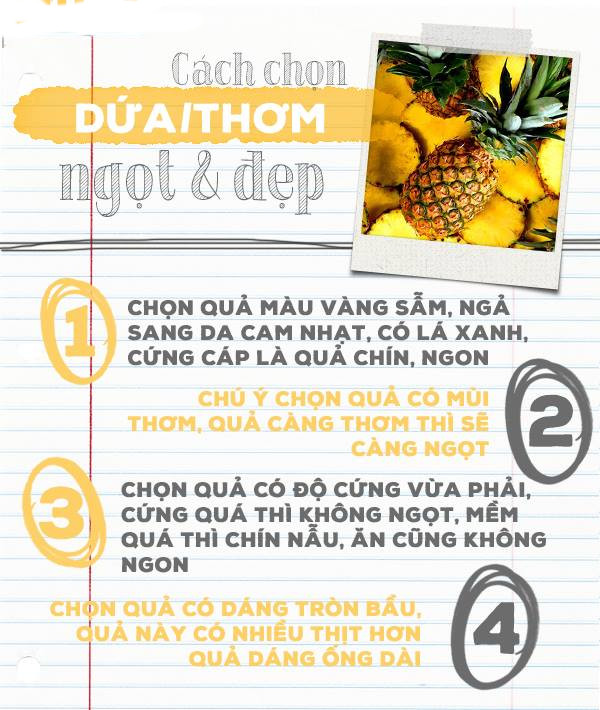 Cách chọn
DỨA/THƠM
ngọt & đẹp
1
CHỌN QUẢ MÀU VÀNG SẪM, NGẢ
SANG DA CAM NHẠT, CÓ LÁ XANH,
CỨNG CÁP LÀ QUẢ CHÍN, NGON
2
CHÚ Ý CHỌN QUẢ CÓ MÙI
THƠM, QUẢ CÀNG THƠM THÌ SẼ
CÀNG NGỌT
3
CHỌN QUẢ CÓ ĐỘ CỨNG VỪA PHẢI,
CỨNG QUÁ THÌ KHÔNG NGỌT, MỀM
QUÁ THÌ CHÍN NẪU, ĂN CŨNG KHÔNG
NGON
4
CHỌN QUẢ CÓ DÁNG TRÒN BẦU,
QUẢ NÀY CÓ NHIỀU THỊT HƠN
QUẢ DÁNG ỐNG DÀI